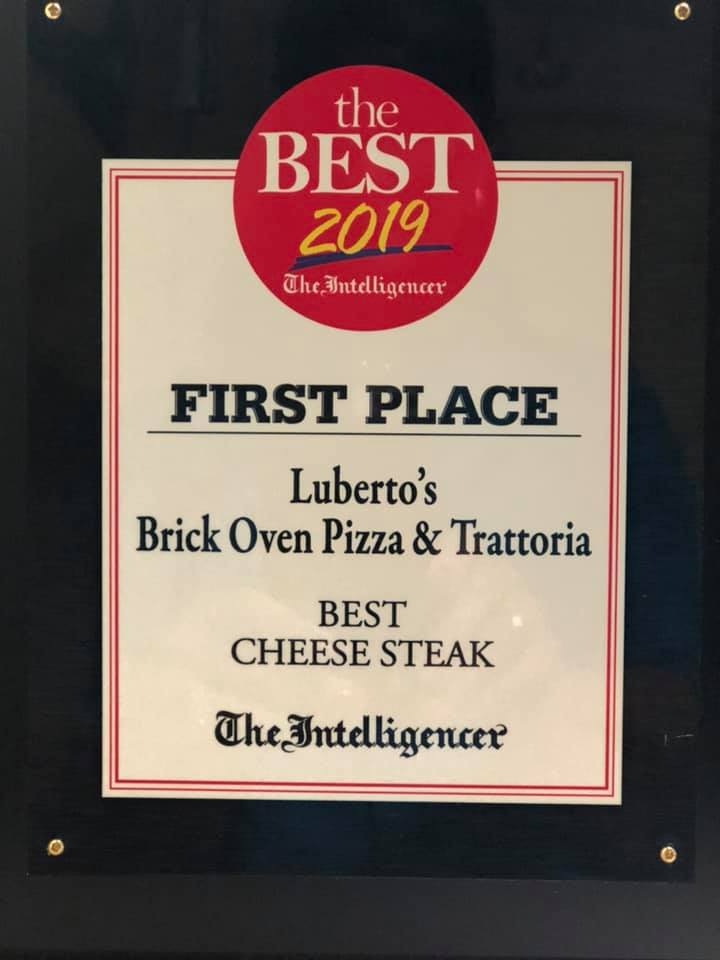 the
BEST
2019
The Intelligencer
FIRST PLACE
Luberto's
Brick Oven Pizza & Trattoria
BEST
CHEESE STEAK
The Intelligencer